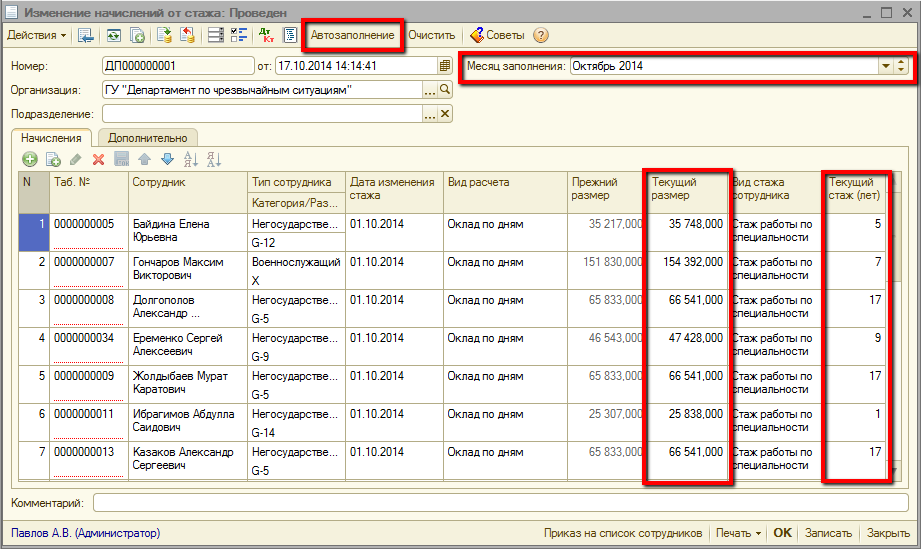 Изменение начислений от стажа: Проведен
Действия Дт Кт Автозаполнение Очистить Советы ?
Номер: ДП000000001 от: 17.10.2014 14:14:41 Месяц заполнения: Октябрь 2014
Организация: ГУ "Департамент по чрезвычайным ситуациям" ...
Подразделение: ...
Начисления Дополнительно
N Таб. № Сотрудник Тип сотрудника Дата изменения Вид расчета Прежний Текущий Вид стажа Текущий
Категория/Раз... стажа размер размер сотрудника стаж (лет)
1 0000000005 Байдина Елена Негосударстве... 01.10.2014 Оклад по дням 35 217,000 35 748,000 Стаж работы по 5
Юрьевна G-12 специальности
2 0000000007 Гончаров Максим Военнослужащий 01.10.2014 Оклад по дням 151 830,000 154 392,000 Стаж работы по 7
Викторович X специальности
3 0000000008 Долгополов Негосударстве... 01.10.2014 Оклад по дням 65 833,000 66 541,000 Стаж работы по 17
Александр ... G-5 специальности
4 0000000034 Еременко Сергей Негосударстве... 01.10.2014 Оклад по дням 46 543,000 47 428,000 Стаж работы по 9
Алексеевич G-9 специальности
5 0000000009 Жолдыбаев Мурат Негосударстве... 01.10.2014 Оклад по дням 65 833,000 66 541,000 Стаж работы по 17
Каратович G-5 специальности
6 0000000011 Ибрагимов Абдулла Негосударстве... 01.10.2014 Оклад по дням 25 307,000 25 838,000 Стаж работы по 1
Саидович G-14 специальности
7 0000000013 Казаков Александр Негосударстве... 01.10.2014 Оклад по дням 65 833,000 66 541,000 Стаж работы по 17
Сергеевич G-5 специальности
Комментарий:
Павлов А.В. (Администратор) Приказ на список сотрудников Печать OK Записать Закрыть